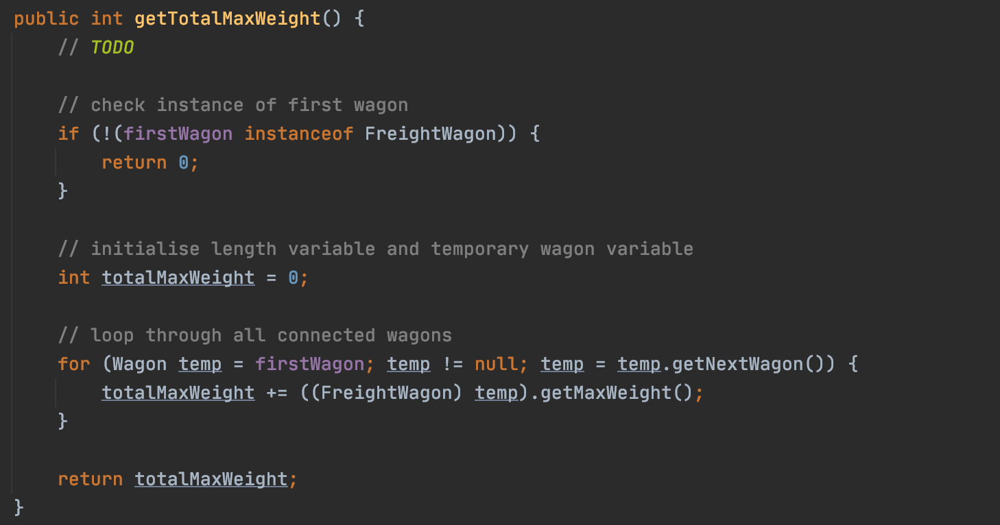 public int getTotalMaxWeight() {
    // TODO

    // check instance of first wagon
    if (!(firstWagon instanceof FreightWagon)) {
        return 0;
    }

    // initialise length variable and temporary wagon variable
    int totalMaxWeight = 0;

    // loop through all connected wagons
    for (Wagon temp = firstWagon; temp != null; temp = temp.getNextWagon()) {
        totalMaxWeight += ((FreightWagon) temp).getMaxWeight();
    }

    return totalMaxWeight;
}